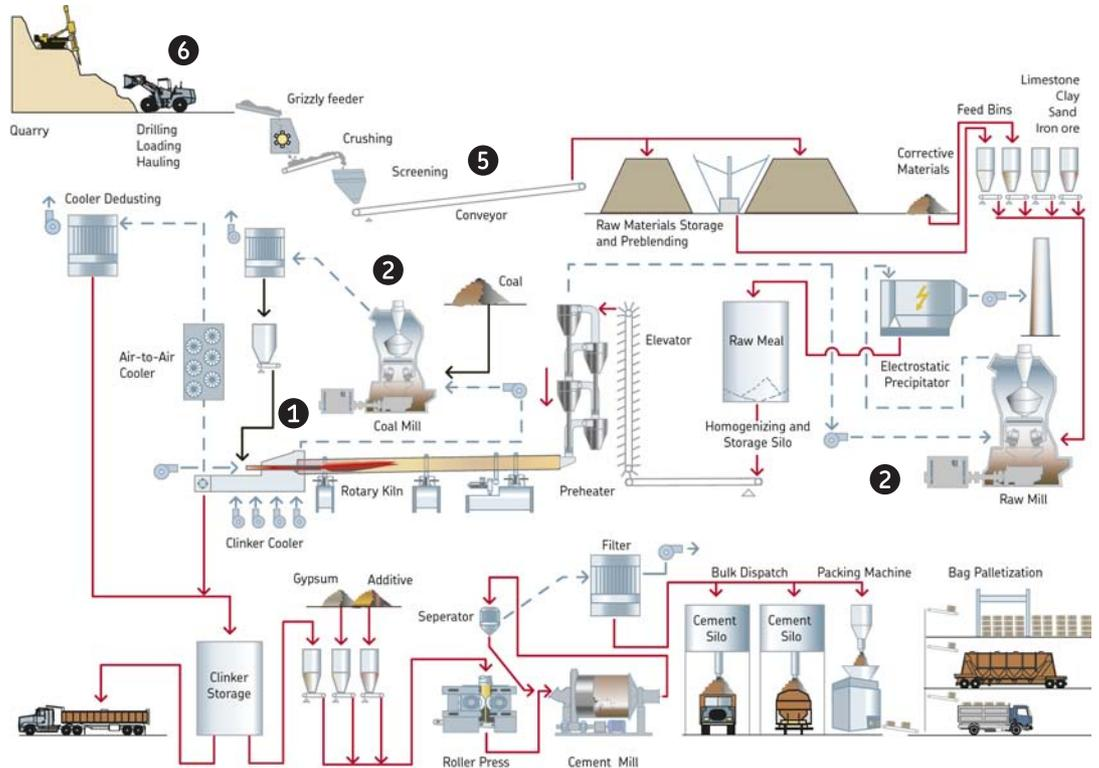 6
Quarry
Drilling
Loading
Hauling
Grizzly feeder
Crushing
Screening
5
Conveyor
Raw Materials Storage
and Preblending
Corrective
Materials
Feed Bins
Limestone
Clay
Sand
Iron ore
Cooler Dedusting
2
Coal
Air-to-Air
Cooler
1
Coal Mill
Elevator
Raw Meal
Homogenizing and
Storage Silo
Electrostatic
Precipitator
2
Raw Mill
Rotary Kiln
Preheater
Clinker Cooler
Gypsum
Additive
Seperator
Filter
Bulk Dispatch
Packing Machine
Bag Palletization
Cement
Silo
Cement
Silo
Clinker
Storage
Roller Press
Cement Mill